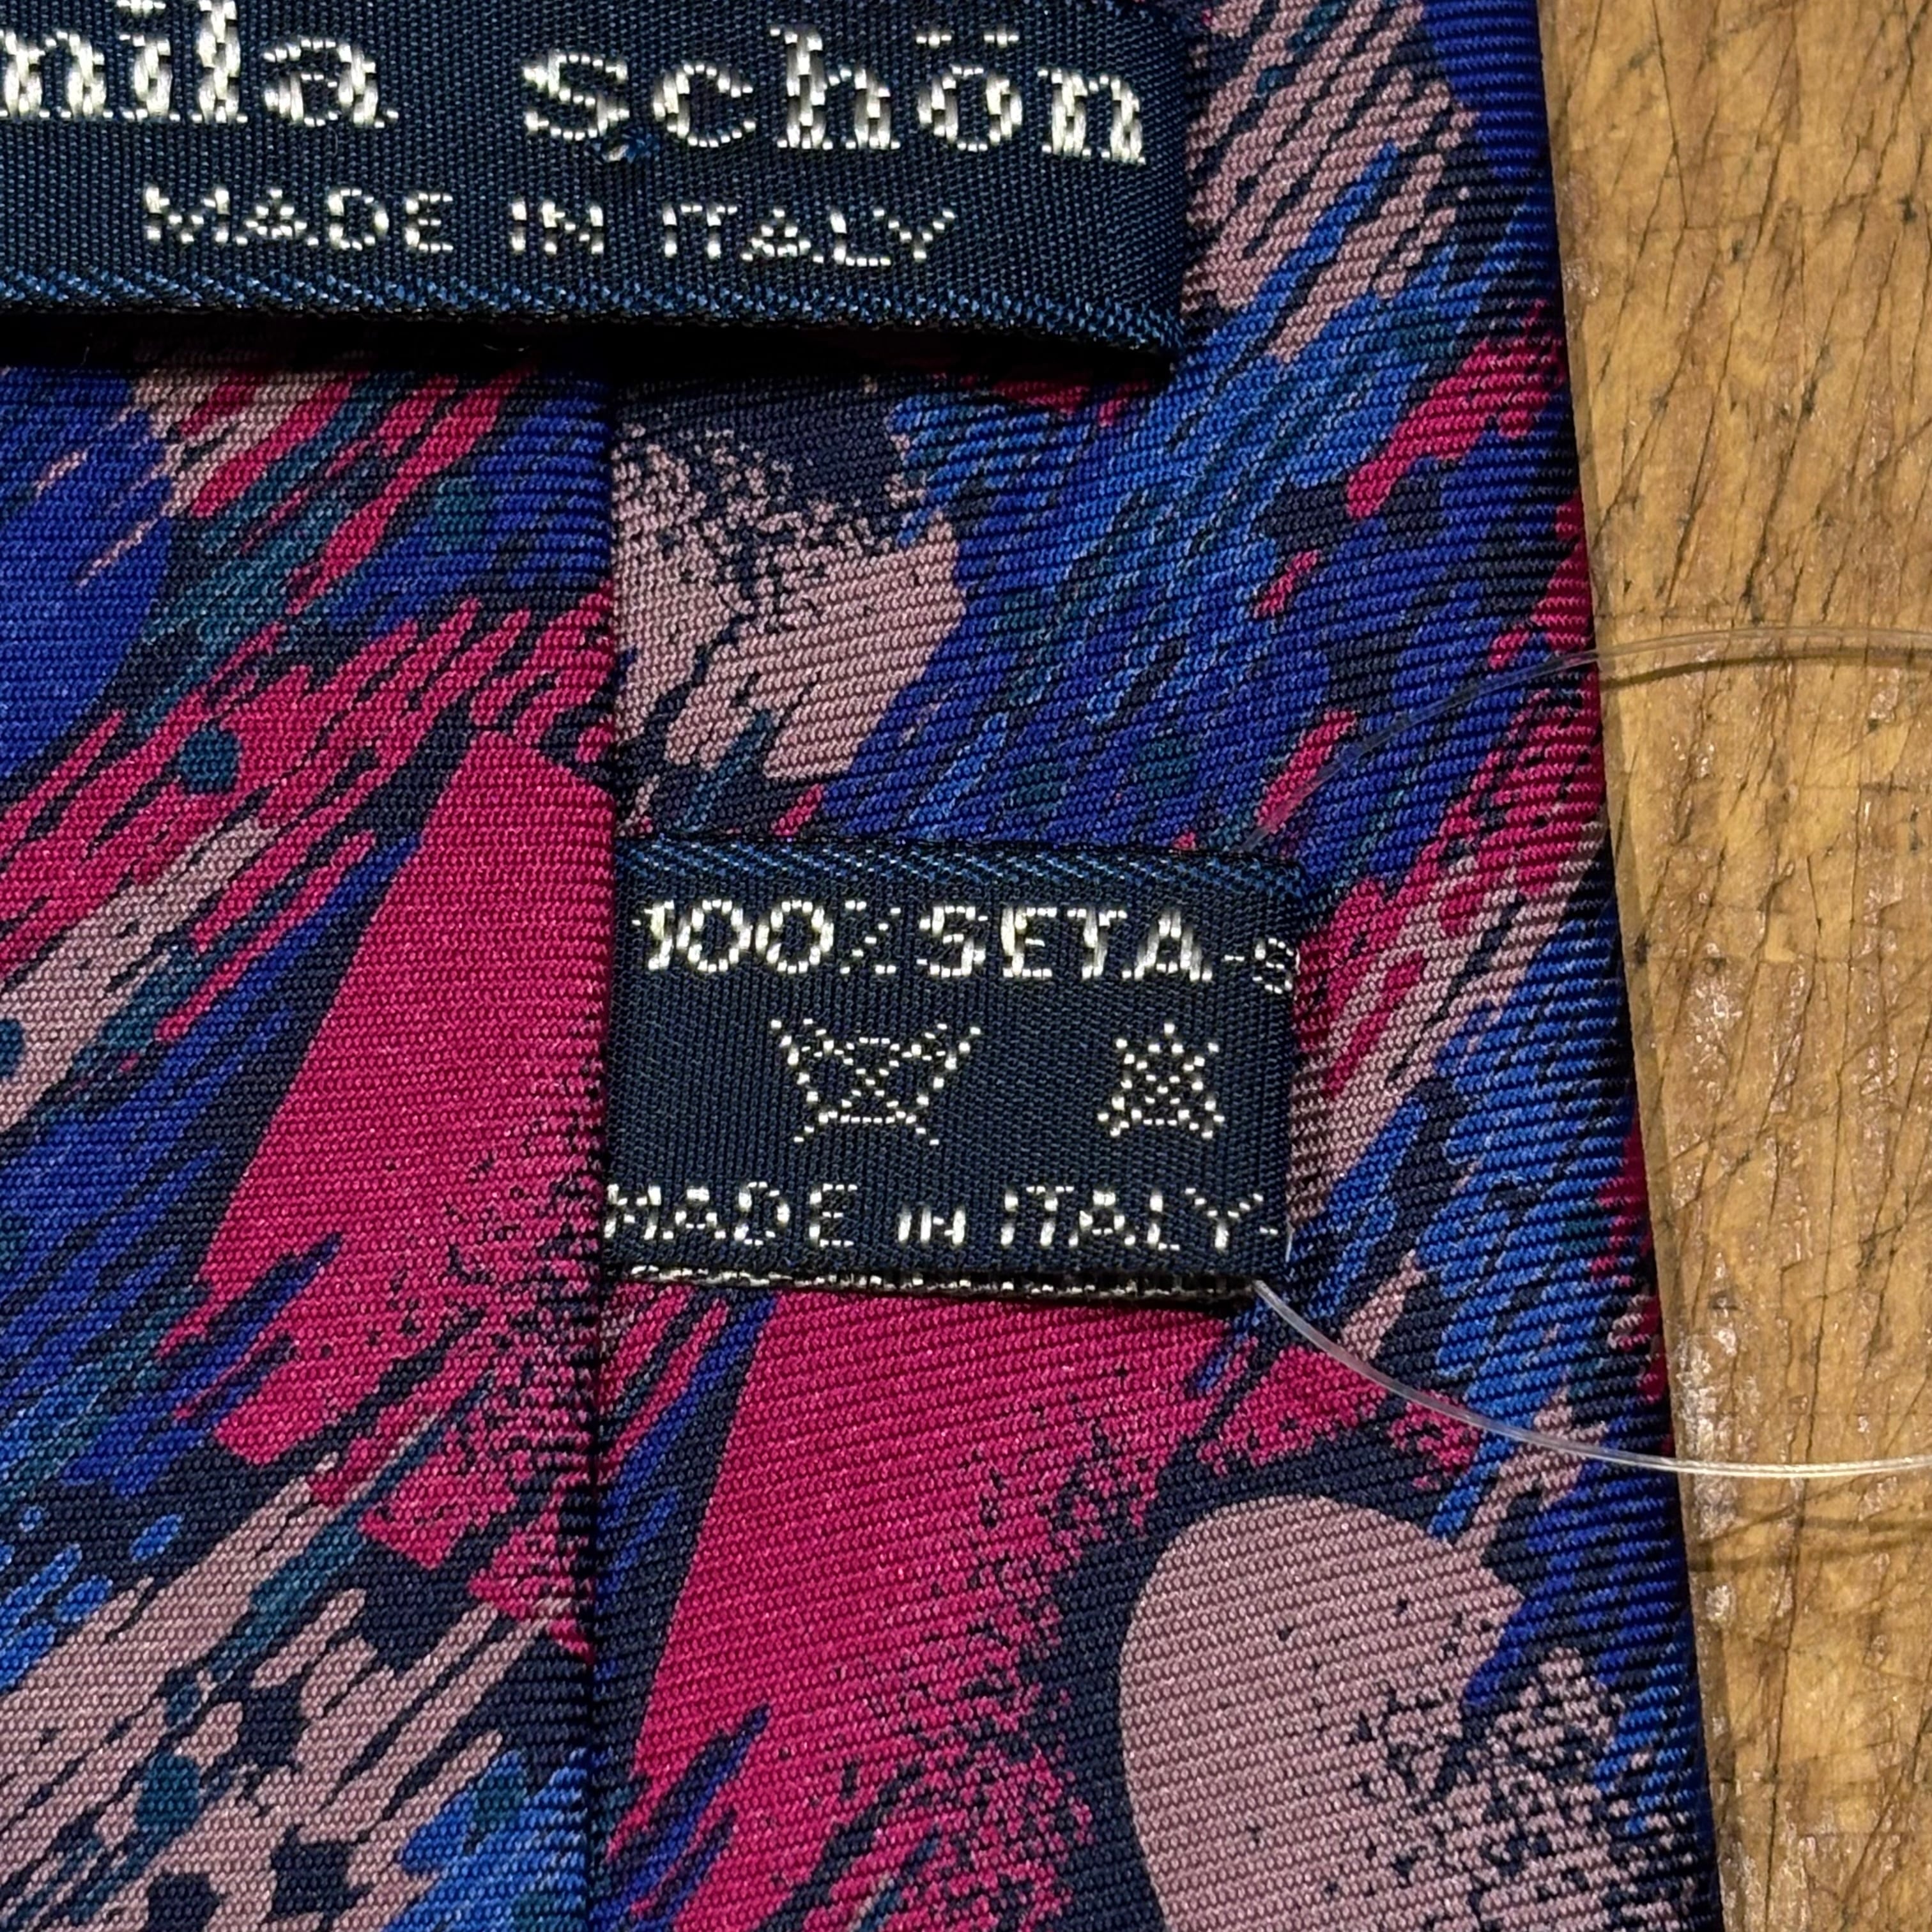 mila schön
MADE IN ITALY
100% SETA-S
MADE in ITALY-